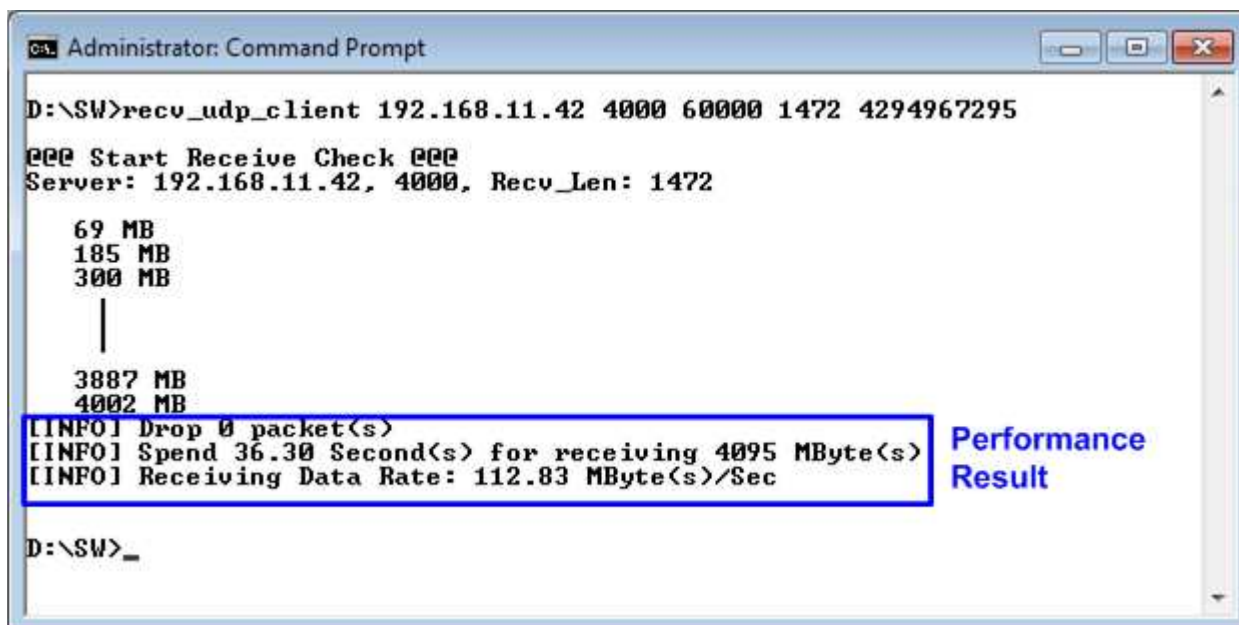 Administrator: Command Prompt
D:\SW>recv_udp_client 192.168.11.42 4000 60000 1472 4294967295
@@@ Start Receive Check @@@
Server: 192.168.11.42, 4000, Recv_Len: 1472
69 MB
185 MB
300 MB
3887 MB
4002 MB
[INFO] Drop 0 packet(s)
[INFO] Spend 36.30 Second(s) for receiving 4095 MByte(s)
[INFO] Receiving Data Rate: 112.83 MByte(s)/Sec
Performance
Result
D:\SW>_